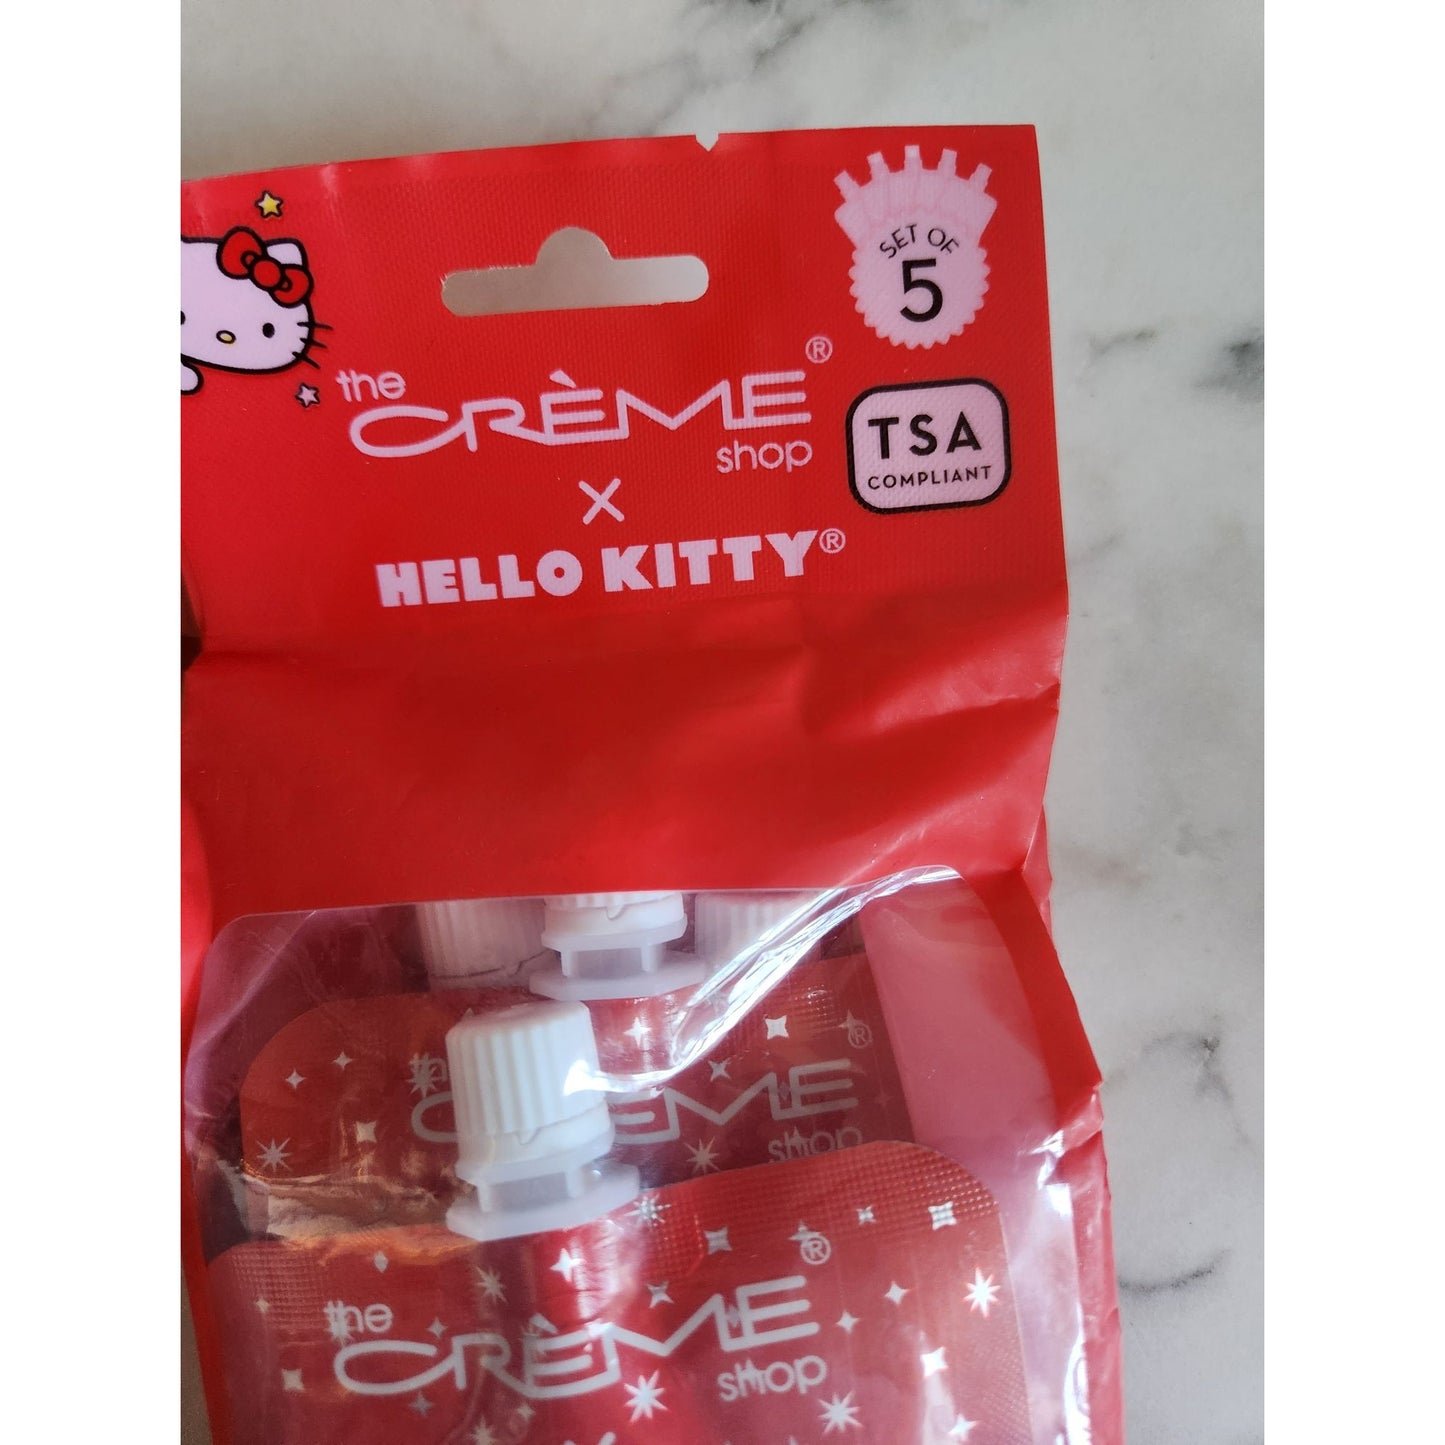 SET OF
5
the
CRÈME®
shop
TSA
COMPLIANT
X
HELLO KITTY®
the
CRÈME®
shop
the
CRÈME®
shop
X